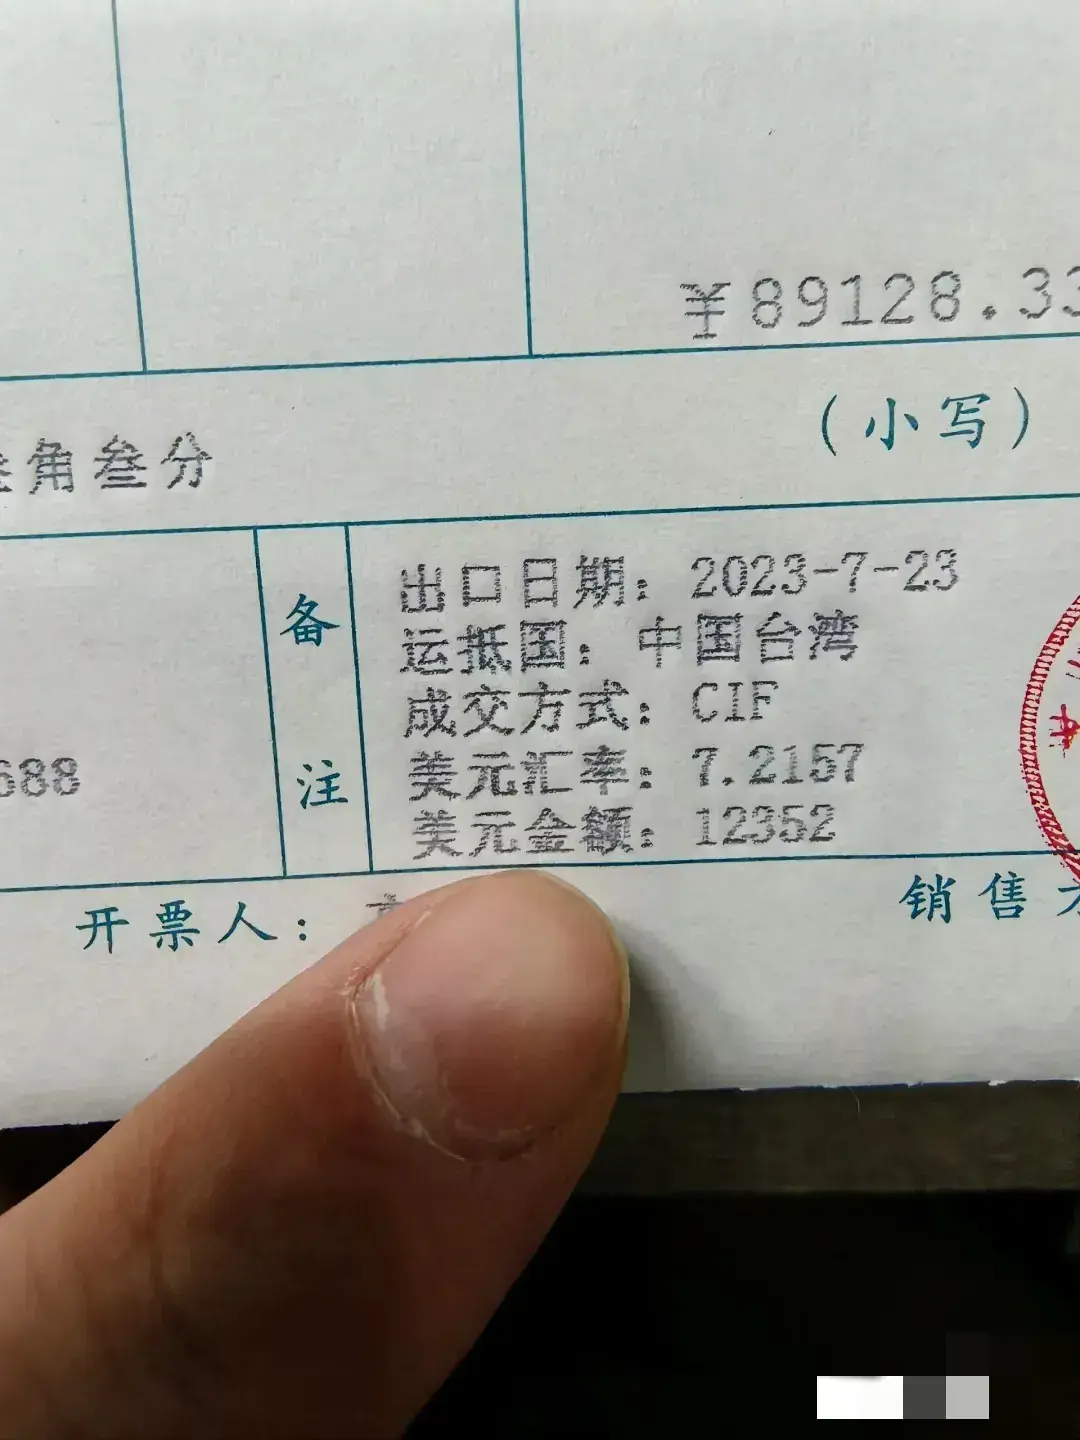 ¥89128.33
(小写)
角叁分
备注
出口日期：2023-7-23
运抵国：中国台湾
成交方式：CIF
美元汇率：7.2157
美元金额：12352
688
开票人：
销售